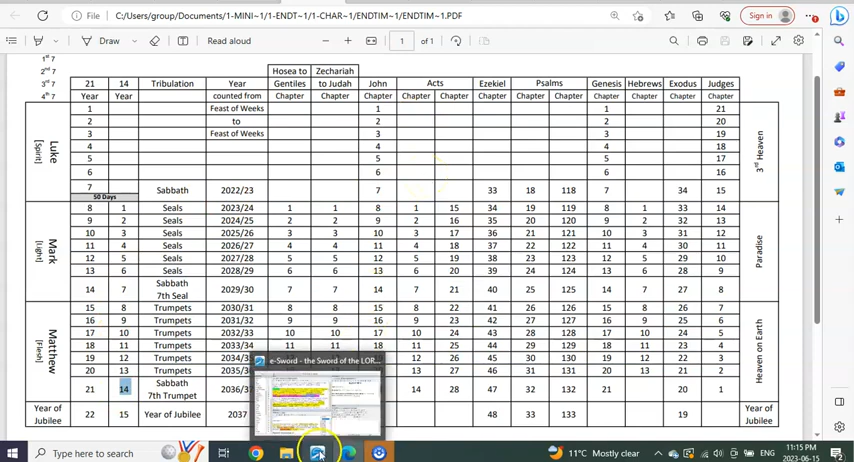 File | C:/Users/group/Documents/1-MINI~1/1-ENDT~1/1-CHAR~1/ENDTIM~1/ENDTIM~1.PDF
Sign in
Draw
Read aloud
1 of 1
1st 7
2nd 7 Hosea to Zechariah
3rd 7 21 14 Tribulation Year Gentiles to Judah John Acts Ezekiel Psalms Genesis Hebrews Exodus Judges
4th 7 Year Year counted from Chapter Chapter Chapter Chapter Chapter Chapter Chapter Chapter Chapter Chapter Chapter Chapter
Luke
[Spirit]
1 Feast of Weeks 1 1 21
2 to 2 2 20
3 Feast of Weeks 3 3 19
4 4 4 18
5 5 5 17
6 6 6 16
7 Sabbath 2022/23 7 33 18 118 7 34 15
50 Days
3rd Heaven
Mark
[Light]
8 1 Seals 2023/24 1 1 8 1 15 34 19 119 8 1 33 14
9 2 Seals 2024/25 2 2 9 2 16 35 20 120 9 2 32 13
10 3 Seals 2025/26 3 3 10 3 17 36 21 121 10 3 31 12
11 4 Seals 2026/27 4 4 11 4 18 37 22 122 11 4 30 11
12 5 Seals 2027/28 5 5 12 5 19 38 23 123 12 5 29 10
13 6 Seals 2028/29 6 6 13 6 20 39 24 124 13 6 28 9
14 7 Sabbath 2029/30 7 7 14 7 21 40 25 125 14 7 27 8
7th Seal
Paradise
Matthew
[Flesh]
15 8 Trumpets 2030/31 8 8 15 8 22 41 26 126 15 8 26 7
16 9 Trumpets 2031/32 9 9 16 9 23 42 27 127 16 9 25 6
17 10 Trumpets 2032/33 10 10 17 10 24 43 28 128 17 10 24 5
18 11 Trumpets 2033/34 11 11 18 11 25 44 29 129 18 11 23 4
19 12 Trumpets 2034/35 12 26 45 30 130 19 12 22 3
20 13 Trumpets 2035/36 13 27 46 31 131 20 13 21 2
21 14 Sabbath 2036/3 14 28 47 32 132 21 20 1
7th Trumpet
Heaven on Earth
Year of
Jubilee 22 15 Year of Jubilee 2037 48 33 133 19 Year of
Jubilee
e-Sword - the Sword of the LOR...
Type here to search
11°C Mostly clear
11:15 PM
2023-06-15
2